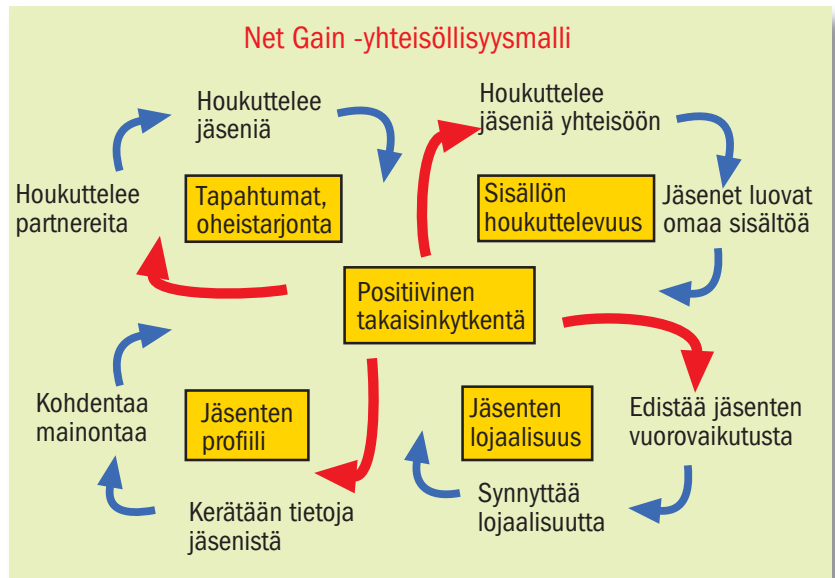 Net Gain -yhteisöllisyysmalli
Houkuttelee
jäseniä
Houkuttelee
jäseniä yhteisöön
Houkuttelee
partnereita
Tapahtumat,
oheistarjonta
Sisällön
houkuttelevuus
Jäsenet luovat
omaa sisältöä
Positiivinen
takaisinkytkentä
Kohdentaa
mainontaa
Jäsenten
profiili
Jäsenten
lojaalisuus
Edistää jäsenten
vuorovaikutusta
Kerätään tietoja
jäsenistä
Synnyttää
lojaalisuutta